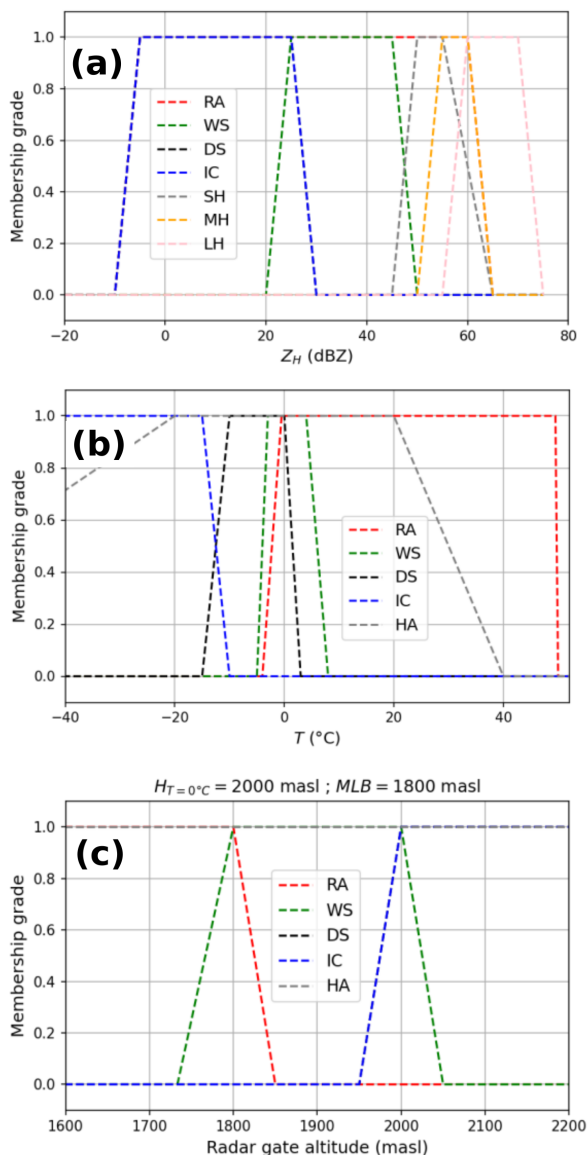 (a)
Membership grade
1.0
0.8
0.6
0.4
0.2
0.0
RA
WS
DS
IC
SH
MH
LH
−20 0 20 40 60 80
Z_H (dBZ)
(b)
Membership grade
1.0
0.8
0.6
0.4
0.2
0.0
RA
WS
DS
IC
HA
−40 −20 0 20 40
T (°C)
H_{T=0°C} = 2000 masl ; MLB = 1800 masl
(c)
Membership grade
1.0
0.8
0.6
0.4
0.2
0.0
RA
WS
DS
IC
HA
1600 1700 1800 1900 2000 2100 2200
Radar gate altitude (masl)